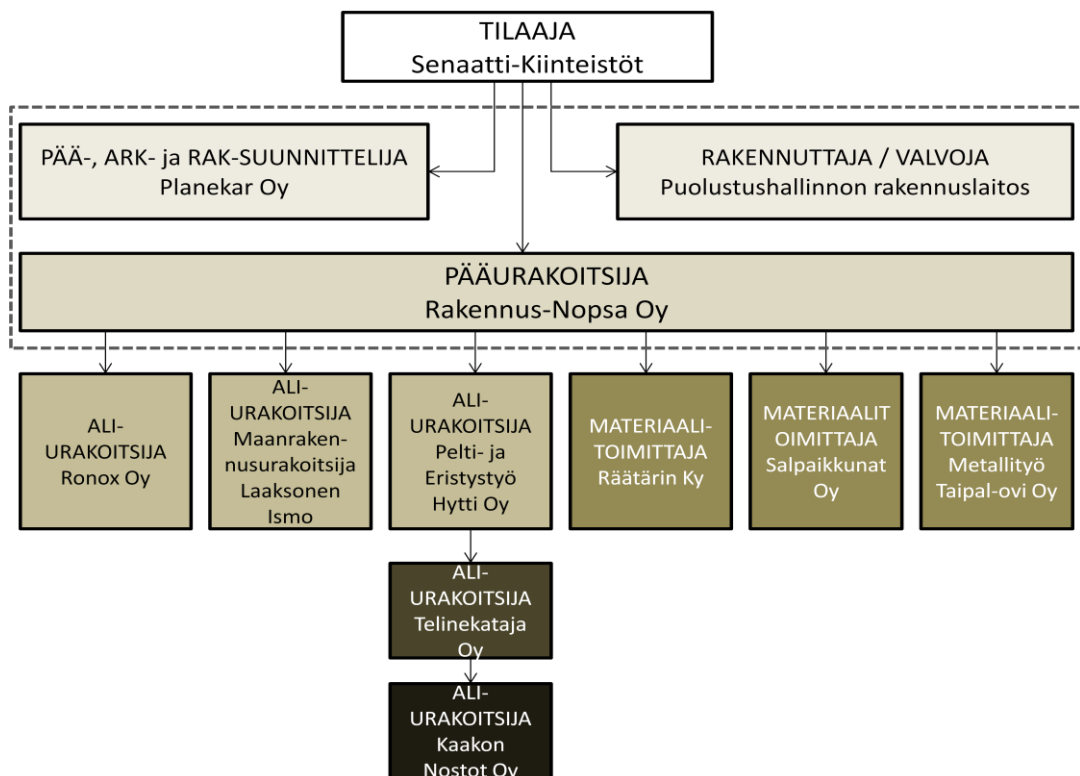 TILAAJA
Senaatti-Kiinteistöt
PÄÄ-, ARK- ja RAK-SUUNNITTELIJA
Planekar Oy
RAKENNUTTAJA / VALVOJA
Puolustushallinnon rakennuslaitos
PÄÄURAKOITSIJA
Rakennus-Nopsa Oy
ALI-
URAKOITSIJA
Ronox Oy
ALI-
URAKOITSIJA
Maanraken-
nusurakoitsija
Laaksonen
Ismo
ALI-
URAKOITSIJA
Pelti- ja
Eristystyö
Hytti Oy
MATERIAALI-
TOIMITTAJA
Räätärin Ky
MATERIAALIT
OIMITTAJA
Salpaikkunat
Oy
MATERIAALI-
TOIMITTAJA
Metallityö
Taipal-ovi Oy
ALI-
URAKOITSIJA
Telinekataja
Oy
ALI-
URAKOITSIJA
Kaakon
Nostot Oy